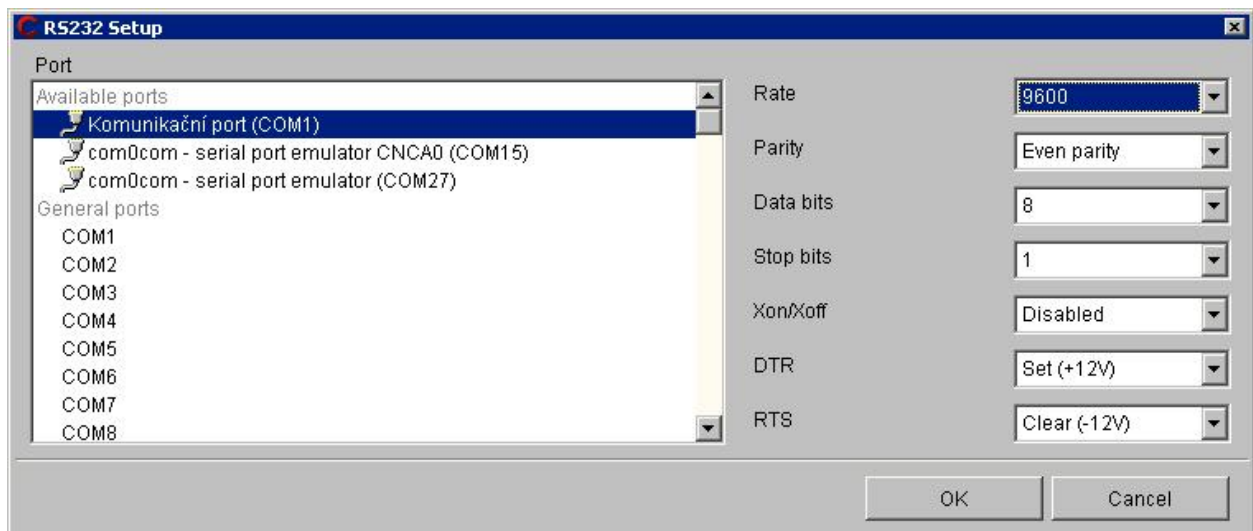 RS232 Setup
Port
Available ports
Komunikační port (COM1)
com0com - serial port emulator CNCA0 (COM15)
com0com - serial port emulator (COM27)
General ports
COM1
COM2
COM3
COM4
COM5
COM6
COM7
COM8
Rate 9600
Parity Even parity
Data bits 8
Stop bits 1
Xon/Xoff Disabled
DTR Set (+12V)
RTS Clear (-12V)
OK Cancel